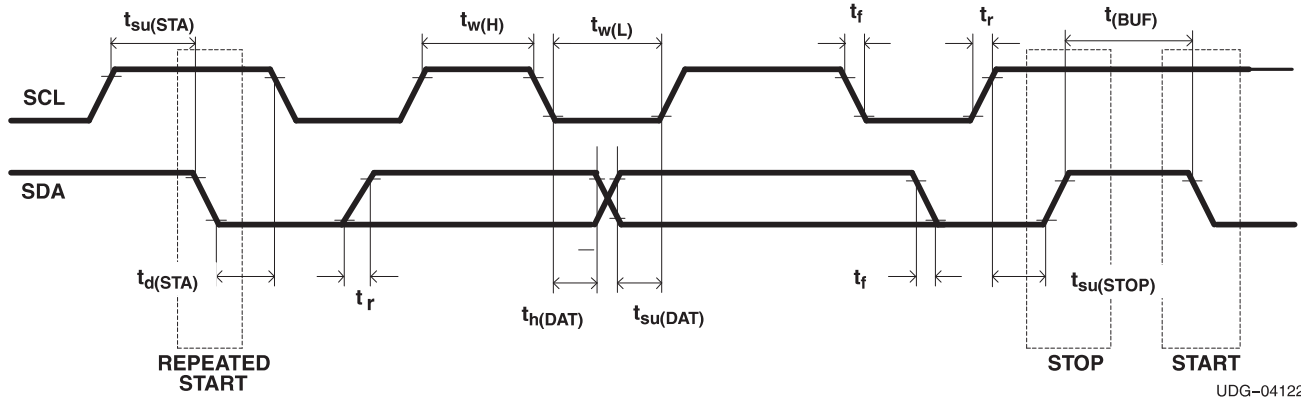 tsu(STA)
tw(H)
tw(L)
tf
tr
t(BUF)
SCL
SDA
td(STA)
tr
th(DAT)
tsu(DAT)
tf
tsu(STOP)
REPEATED
START
STOP
START
UDG–04122